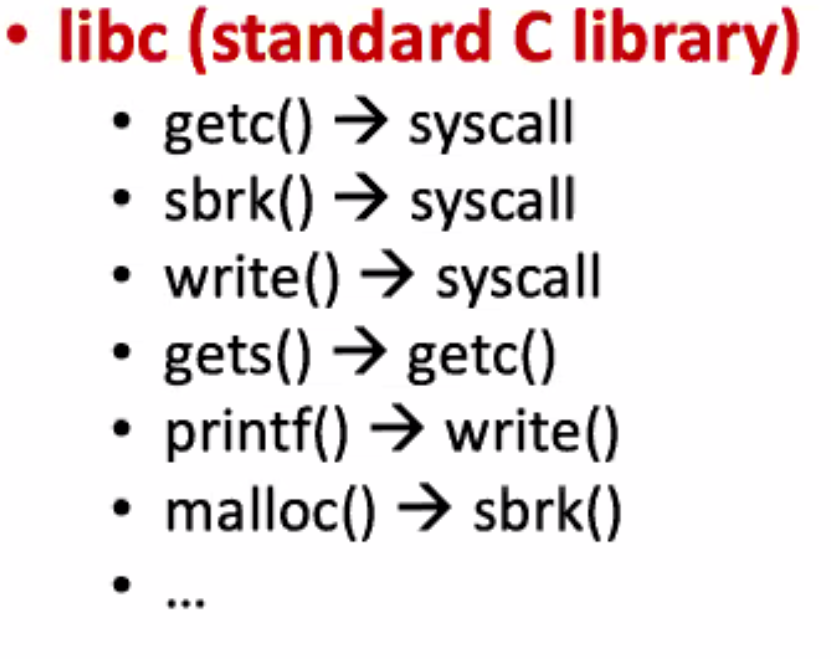 • libc (standard C library)
• getc() → syscall
• sbrk() → syscall
• write() → syscall
• gets() → getc()
• printf() → write()
• malloc() → sbrk()
• ...